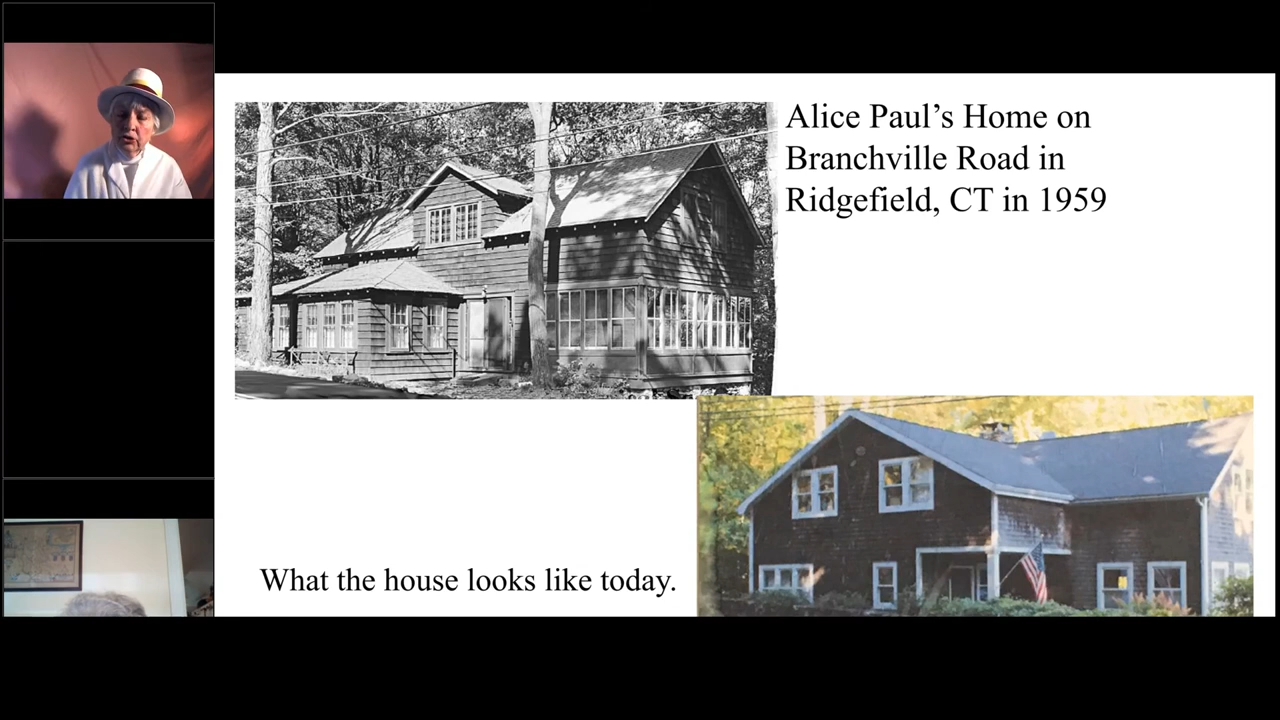 Alice Paul’s Home on
Branchville Road in
Ridgefield, CT in 1959
What the house looks like today.